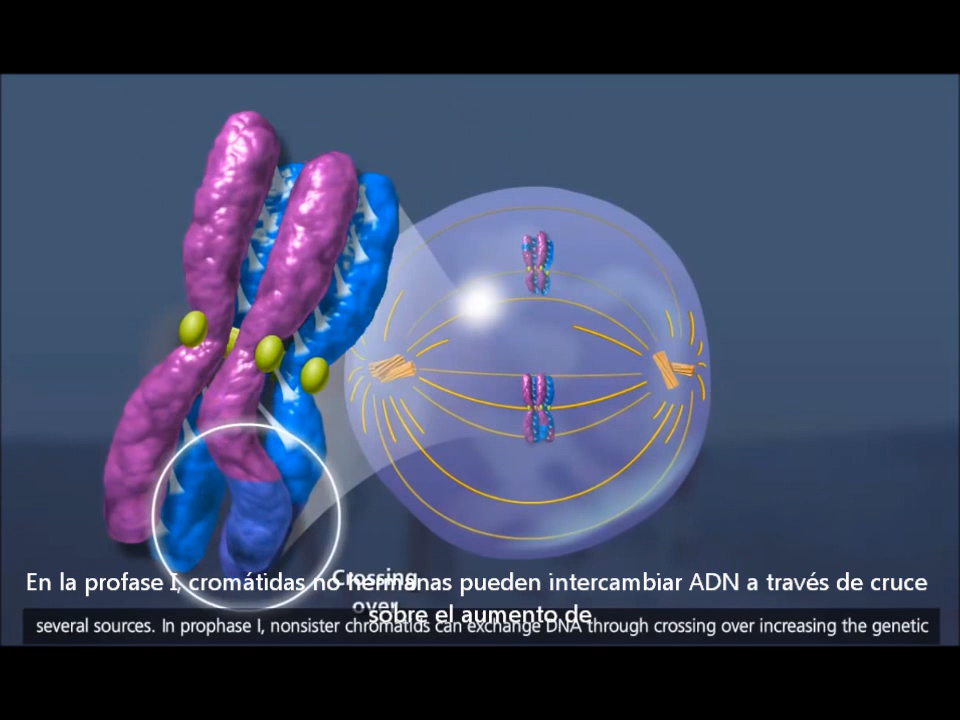 Crossing
over
En la profase I, cromátidas no hermanas pueden intercambiar ADN a través de cruce
sobre el aumento de
several sources. In prophase I, nonsister chromatids can exchange DNA through crossing over increasing the genetic